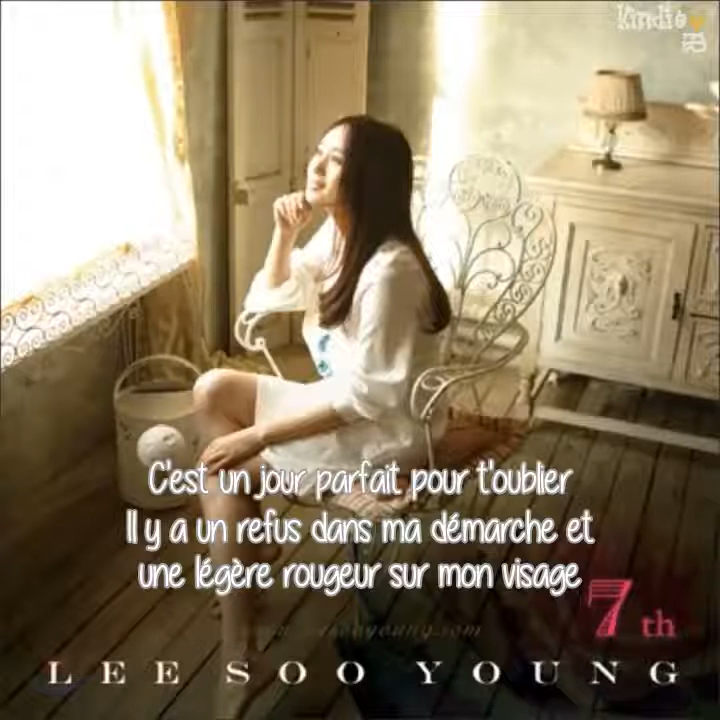 Kindie
C'est un jour parfait pour t'oublier
Il y a un refus dans ma démarche et
une légère rougeur sur mon visage
7th
LEE SOO YOUNG